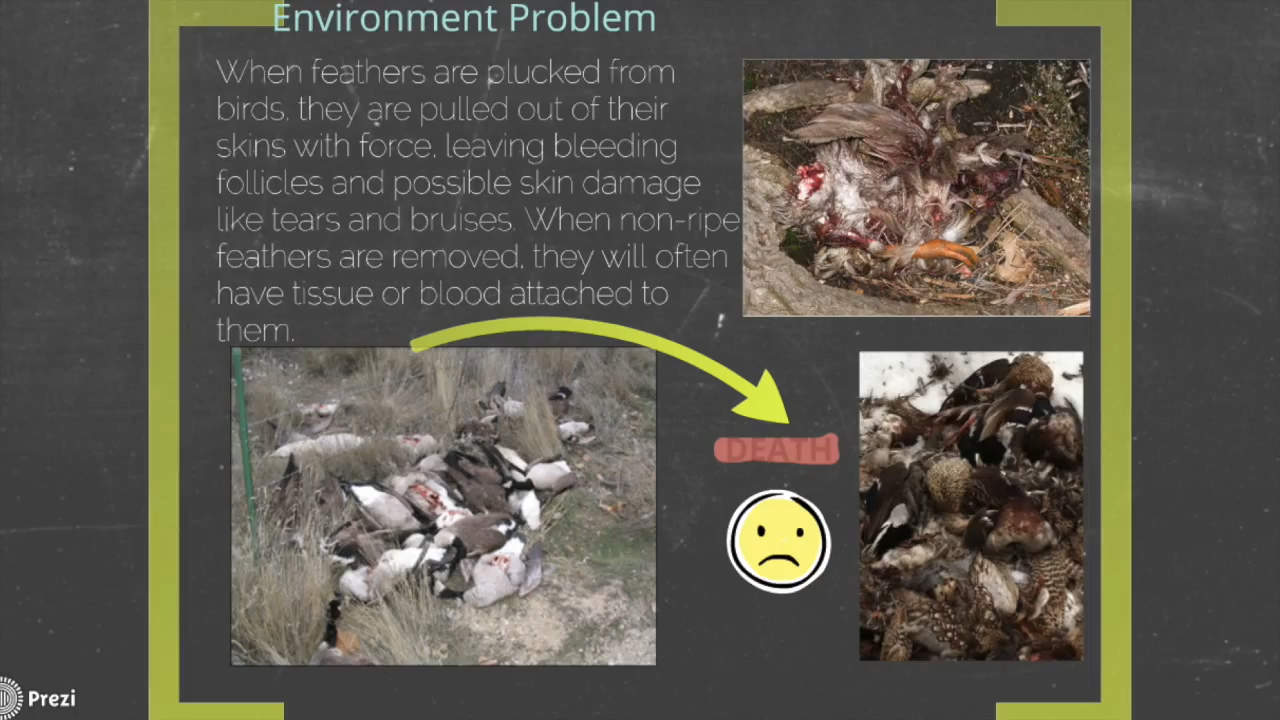 Environment Problem
When feathers are plucked from
birds, they are pulled out of their
skins with force, leaving bleeding
follicles and possible skin damage
like tears and bruises. When non-ripe
feathers are removed, they will often
have tissue or blood attached to
them.
DEATH
Prezi